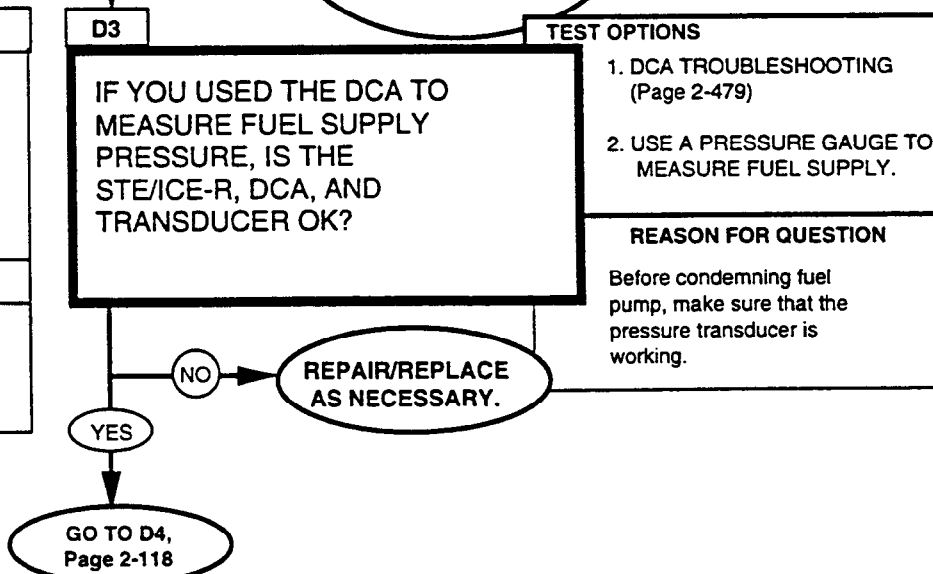 D3
IF YOU USED THE DCA TO
MEASURE FUEL SUPPLY
PRESSURE, IS THE
STE/ICE-R, DCA, AND
TRANSDUCER OK?
TEST OPTIONS
1. DCA TROUBLESHOOTING
(Page 2-479)
2. USE A PRESSURE GAUGE TO
MEASURE FUEL SUPPLY.
REASON FOR QUESTION
Before condemning fuel
pump, make sure that the
pressure transducer is
working.
NO
REPAIR/REPLACE
AS NECESSARY.
YES
GO TO D4,
Page 2-118